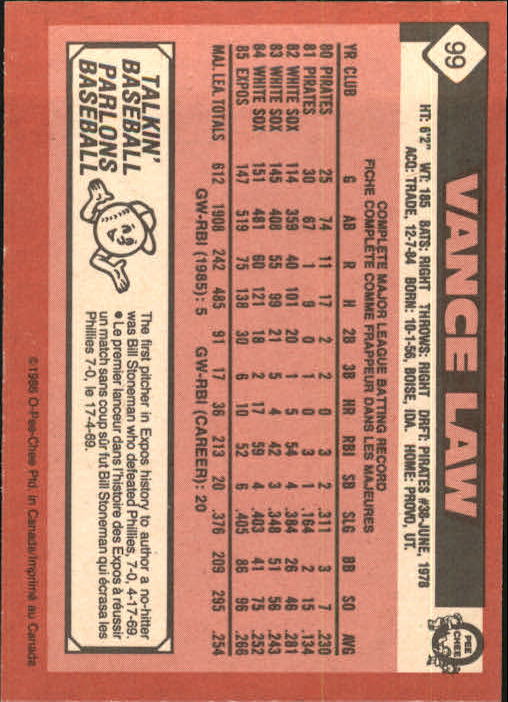 99
VANCE LAW
O
PEE
CHEE
HT: 6'2" WT: 185 BATS: RIGHT THROWS: RIGHT DRFT: PIRATES #38-JUNE, 1978
ACQ: TRADE, 12-7-84 BORN: 10-1-56, BOISE, IDA. HOME: PROVO, UT.
COMPLETE MAJOR LEAGUE BATTING RECORD
FICHE COMPLÈTE COMME FRAPPEUR DANS LES MAJEURES
YR CLUB G AB R H 2B 3B HR RBI SB SLG BB SO AVG
80 PIRATES 25 74 11 17 2 2 0 3 2 .311 3 7 .230
81 PIRATES 30 67 1 9 0 1 0 3 1 .164 2 15 .134
82 WHITE SOX 114 359 40 101 20 1 5 54 4 .384 26 46 .281
83 WHITE SOX 145 408 55 99 21 5 4 42 3 .348 51 56 .243
84 WHITE SOX 151 481 60 121 18 2 17 59 4 .403 41 75 .252
85 EXPOS 147 519 75 138 30 6 10 52 6 .405 86 96 .266
MAJ. LEA. TOTALS 612 1908 242 485 91 17 36 213 20 .376 209 295 .254
GW-RBI (1985): 5 GW-RBI (CAREER): 20
TALKIN'
BASEBALL
PARLONS
BASEBALL
The first pitcher in Expos history to author a no-hitter
was Bill Stoneman who defeated Phillies, 7-0, 4-17-69.
● Le premier lanceur dans l'histoire des Expos à réussir
un match sans coup sûr fut Bill Stoneman qui écrasa les
Phillies 7-0, le 17-4-69.
©1986 O-Pee-Chee Ptd. in Canada/Imprimé au Canada